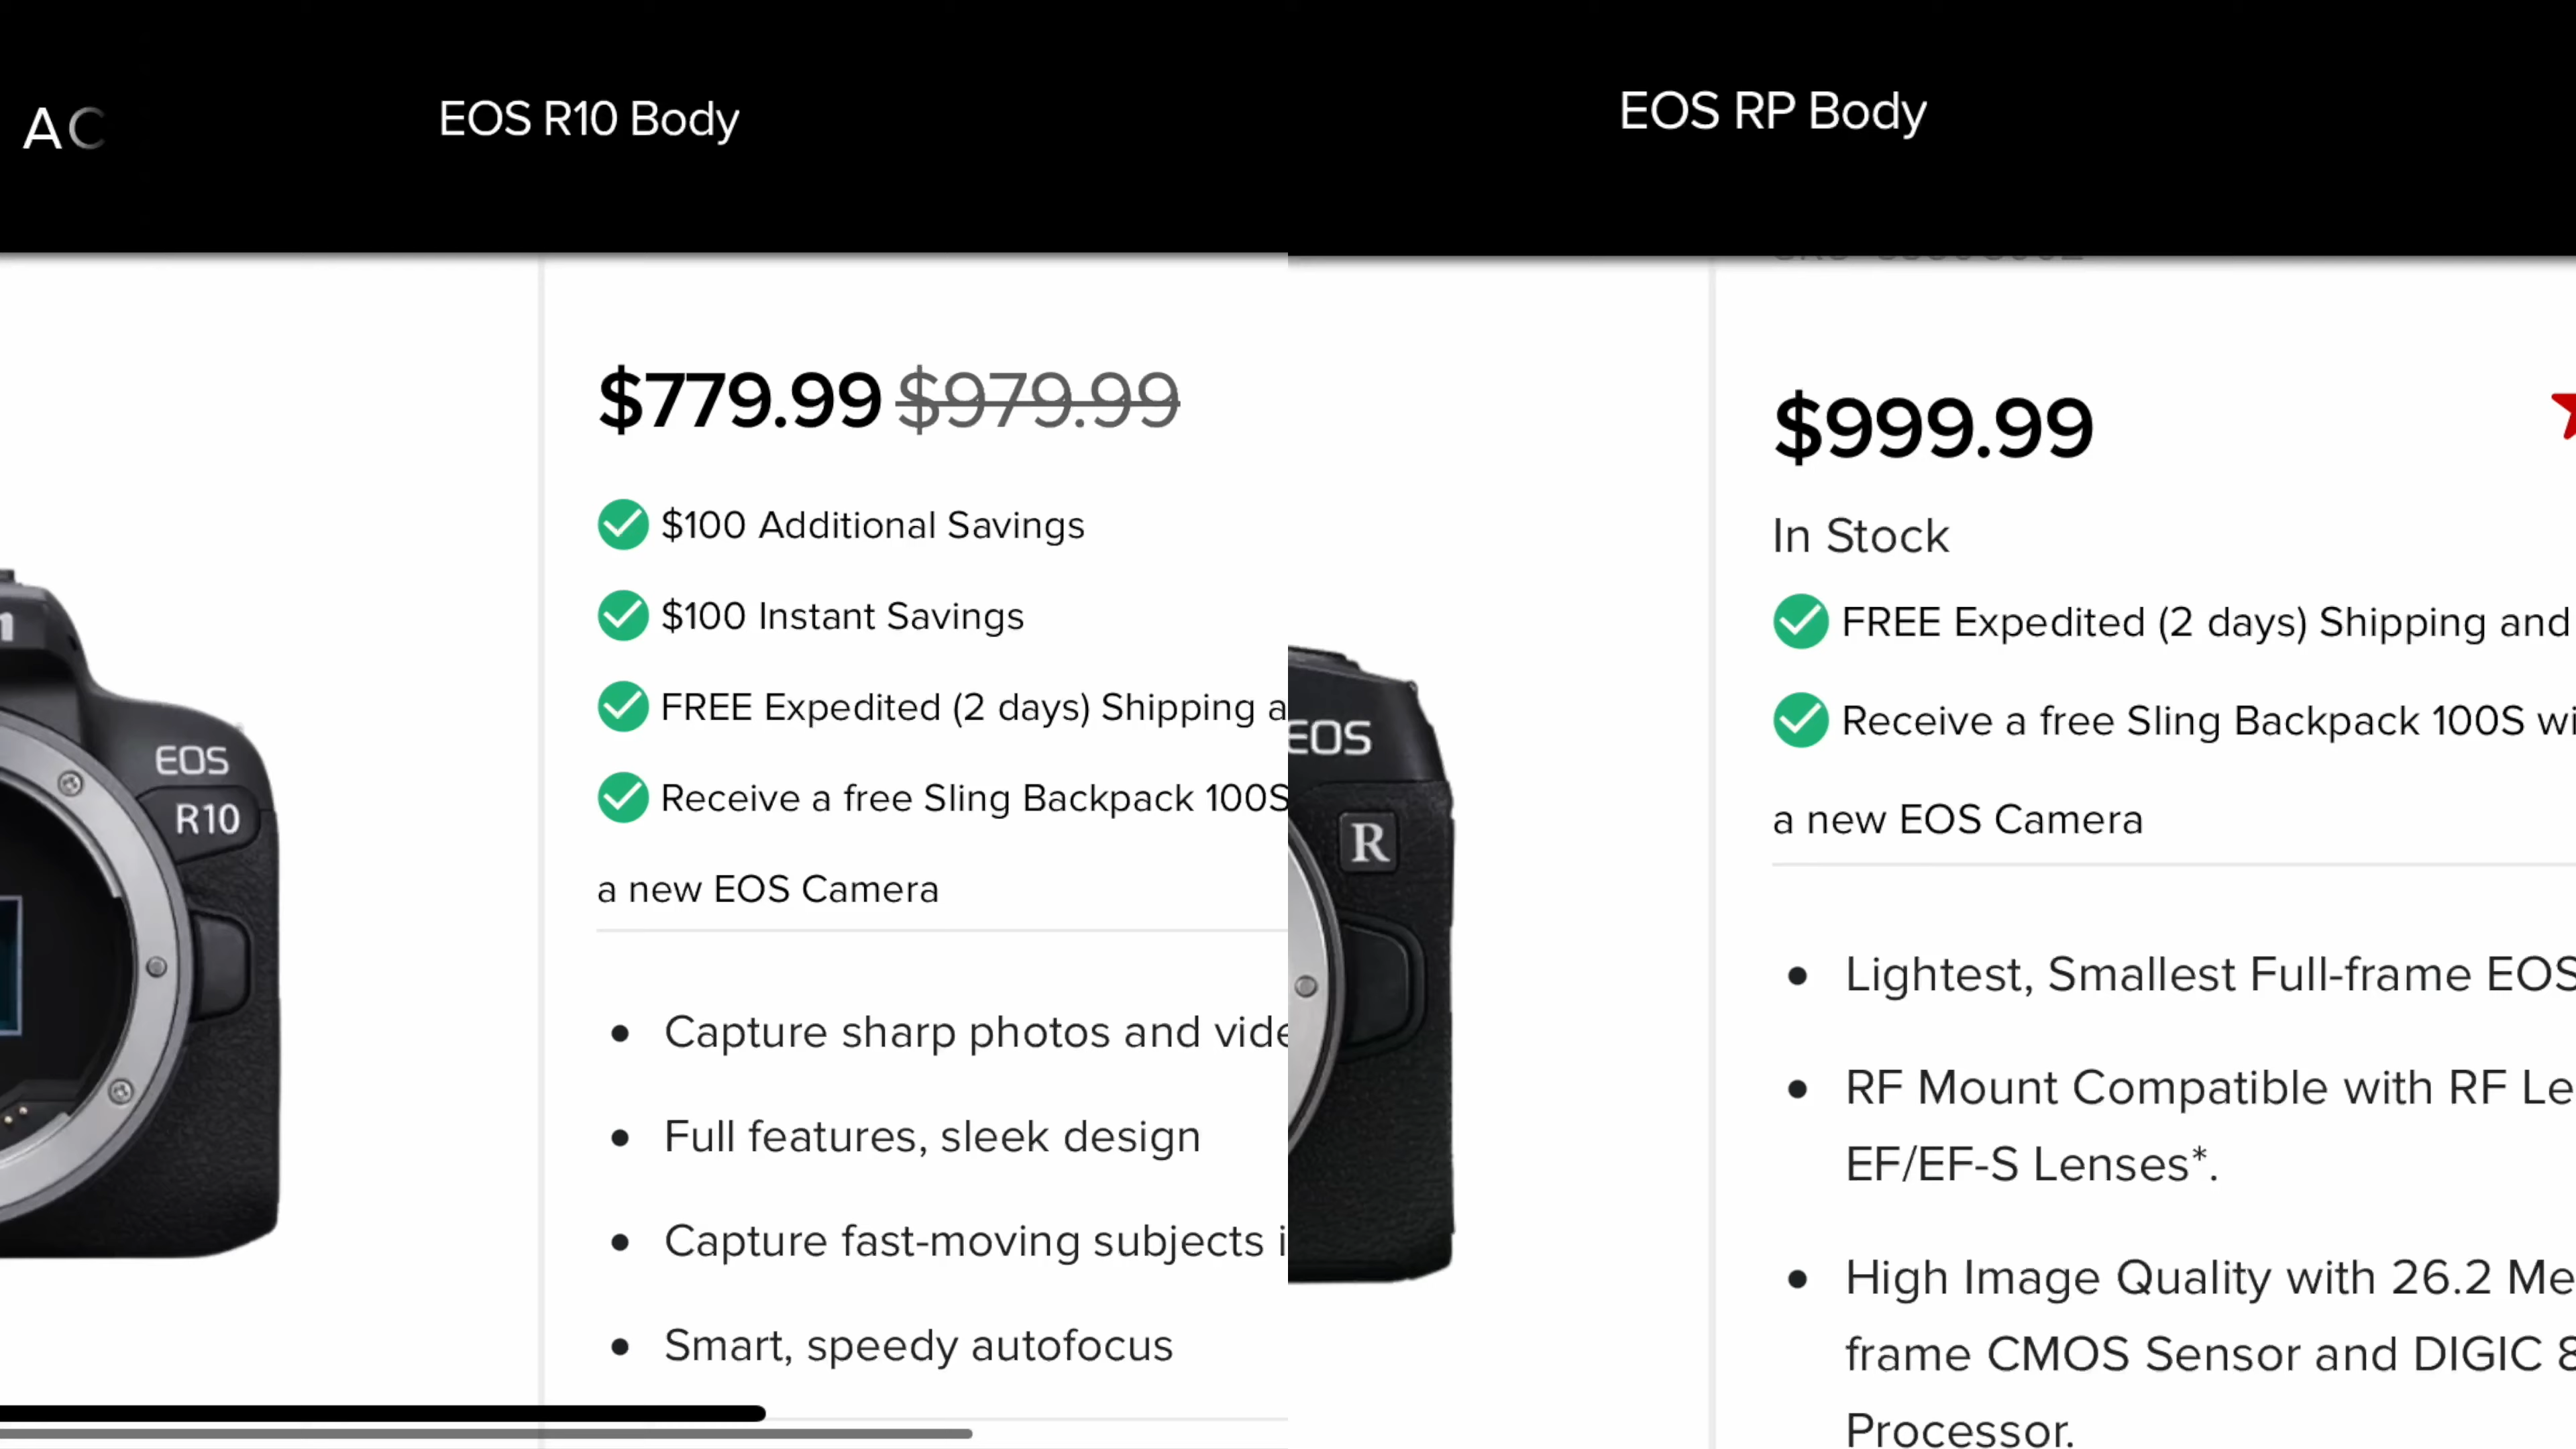 AC
EOS R10 Body
$779.99 $979.99
$100 Additional Savings
$100 Instant Savings
FREE Expedited (2 days) Shipping a
Receive a free Sling Backpack 100S
a new EOS Camera
Capture sharp photos and vide
Full features, sleek design
Capture fast-moving subjects i
Smart, speedy autofocus
EOS
R10
EOS RP Body
$999.99
In Stock
FREE Expedited (2 days) Shipping and
Receive a free Sling Backpack 100S wi
a new EOS Camera
Lightest, Smallest Full-frame EOS
RF Mount Compatible with RF Le
EF/EF-S Lenses*.
High Image Quality with 26.2 Me
frame CMOS Sensor and DIGIC 8
Processor.
EOS
R